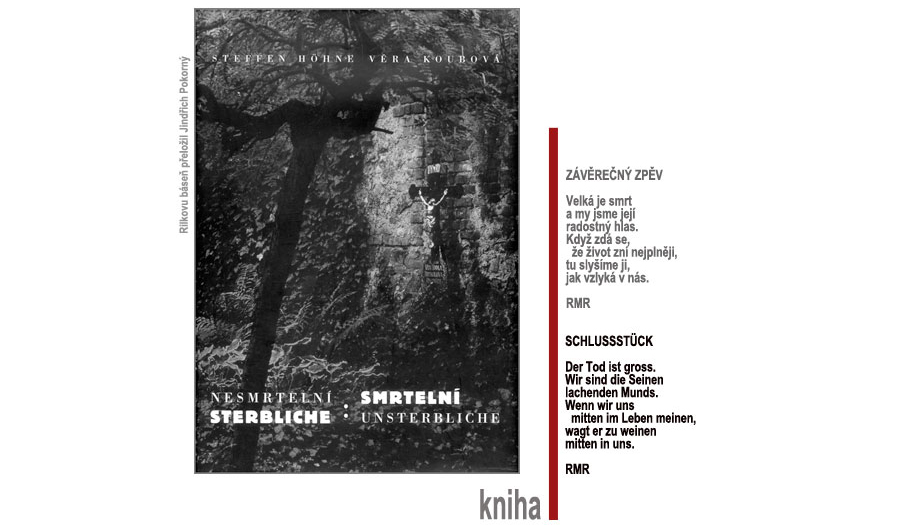 Rilkovu báseň přeložil Jindřich Pokorný
STEFFEN HÖHNE VĚRA KOUBOVÁ
NESMRTELNÍ : SMRTELNÍ
STERBLICHE UNSTERBLICHE
kniha
ZÁVĚREČNÝ ZPĚV
Velká je smrt
a my jsme její
radostný hlas.
Když zdá se,
že život zní nejplněji,
tu slyšíme ji,
jak vzlyká v nás.
RMR
SCHLUSSSTÜCK
Der Tod ist gross.
Wir sind die Seinen
lachenden Munds.
Wenn wir uns
mitten im Leben meinen,
wagt er zu weinen
mitten in uns.
RMR